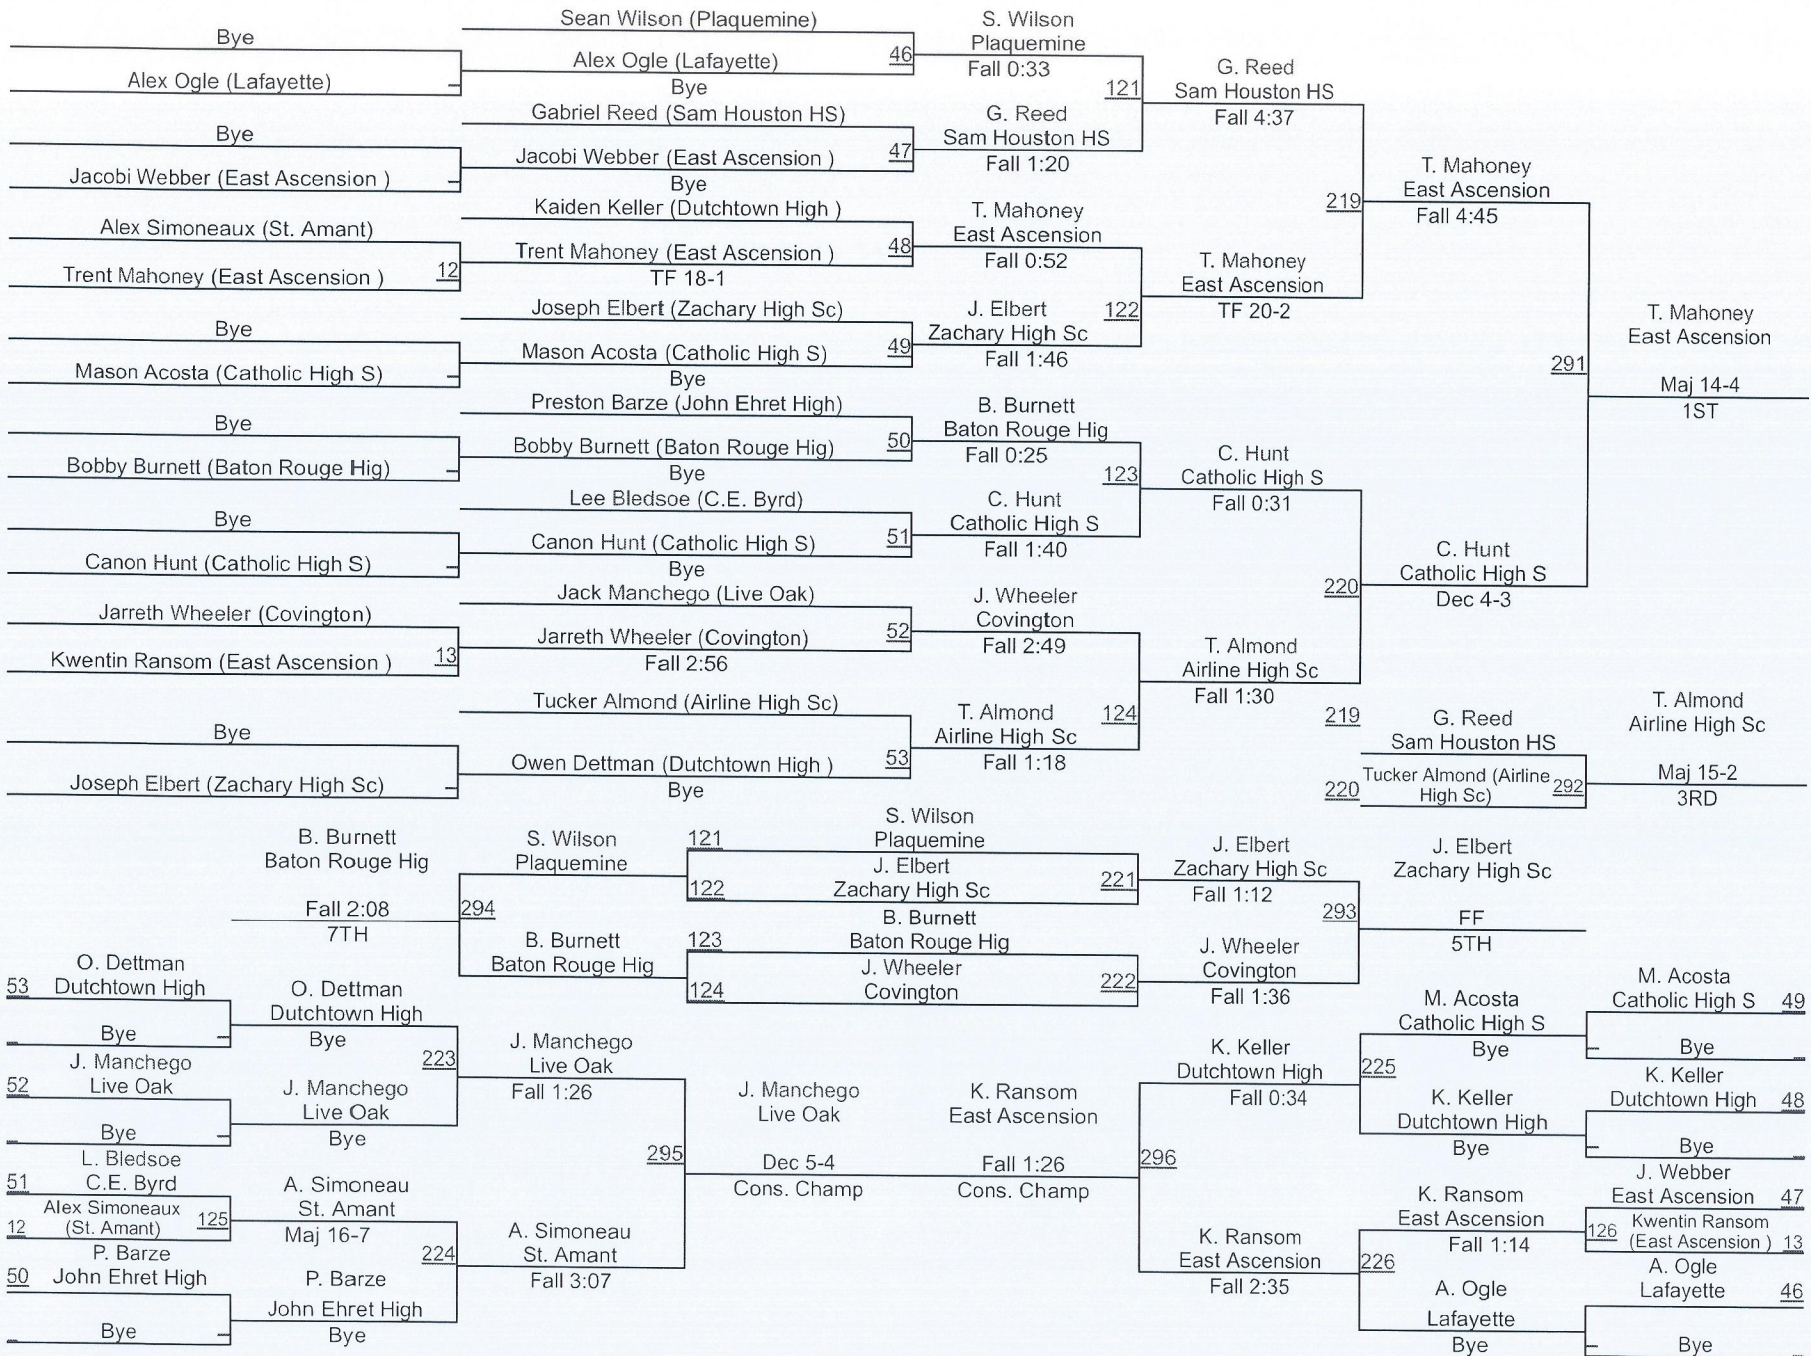 Bye
Alex Ogle (Lafayette)
Bye
Jacobi Webber (East Ascension )
Alex Simoneaux (St. Amant)
Trent Mahoney (East Ascension ) 12
Bye
Mason Acosta (Catholic High S)
Bye
Bobby Burnett (Baton Rouge Hig)
Bye
Canon Hunt (Catholic High S)
Jarreth Wheeler (Covington)
Kwentin Ransom (East Ascension ) 13
Bye
Joseph Elbert (Zachary High Sc)
Sean Wilson (Plaquemine)
Alex Ogle (Lafayette) 46
Bye
Gabriel Reed (Sam Houston HS)
Jacobi Webber (East Ascension ) 47
Bye
Kaiden Keller (Dutchtown High )
Trent Mahoney (East Ascension ) 48
TF 18-1
Joseph Elbert (Zachary High Sc)
Mason Acosta (Catholic High S) 49
Bye
Preston Barze (John Ehret High)
Bobby Burnett (Baton Rouge Hig) 50
Bye
Lee Bledsoe (C.E. Byrd)
Canon Hunt (Catholic High S) 51
Bye
Jack Manchego (Live Oak)
Jarreth Wheeler (Covington) 52
Fall 2:56
Tucker Almond (Airline High Sc)
Owen Dettman (Dutchtown High ) 53
Bye
S. Wilson
Plaquemine
Fall 0:33
121
G. Reed
Sam Houston HS
Fall 1:20
T. Mahoney
East Ascension
Fall 0:52
J. Elbert 122
Zachary High Sc
Fall 1:46
B. Burnett
Baton Rouge Hig
Fall 0:25
123
C. Hunt
Catholic High S
Fall 1:40
J. Wheeler
Covington
Fall 2:49
T. Almond 124
Airline High Sc
Fall 1:18
G. Reed
Sam Houston HS
Fall 4:37
219
T. Mahoney
East Ascension
TF 20-2
C. Hunt
Catholic High S
Fall 0:31
220
T. Almond
Airline High Sc
Fall 1:30
T. Mahoney
East Ascension
Fall 4:45
291
C. Hunt
Catholic High S
Dec 4-3
T. Mahoney
East Ascension
Maj 14-4
1ST
219
G. Reed
Sam Houston HS
220
Tucker Almond (Airline
High Sc) 292
T. Almond
Airline High Sc
Maj 15-2
3RD
B. Burnett
Baton Rouge Hig
Fall 2:08
7TH
294
S. Wilson
Plaquemine
B. Burnett
Baton Rouge Hig
121
S. Wilson
Plaquemine
122
J. Elbert
Zachary High Sc 221
123
B. Burnett
Baton Rouge Hig
124
J. Wheeler
Covington 222
J. Elbert
Zachary High Sc
Fall 1:12
293
J. Wheeler
Covington
Fall 1:36
J. Elbert
Zachary High Sc
FF
5TH
O. Dettman
53 Dutchtown High
Bye
J. Manchego
52 Live Oak
Bye
L. Bledsoe
51 C.E. Byrd
Alex Simoneaux
12 (St. Amant) 125
P. Barze
50 John Ehret High
Bye
O. Dettman
Dutchtown High
Bye
223
J. Manchego
Live Oak
Bye
A. Simoneau
St. Amant
Maj 16-7
224
P. Barze
John Ehret High
Bye
J. Manchego
Live Oak
Fall 1:26
295
A. Simoneau
St. Amant
Fall 3:07
J. Manchego
Live Oak
Dec 5-4
Cons. Champ
K. Ransom
East Ascension
Fall 1:26
Cons. Champ
K. Keller
Dutchtown High
Fall 0:34
296
K. Ransom
East Ascension
Fall 2:35
M. Acosta
Catholic High S
Bye
225
K. Keller
Dutchtown High
Bye
K. Ransom
East Ascension
Fall 1:14
226
A. Ogle
Lafayette
Bye
M. Acosta
Catholic High S 49
Bye
K. Keller
Dutchtown High 48
Bye
J. Webber
East Ascension 47
126 Kwentin Ransom
(East Ascension ) 13
A. Ogle
Lafayette 46
Bye